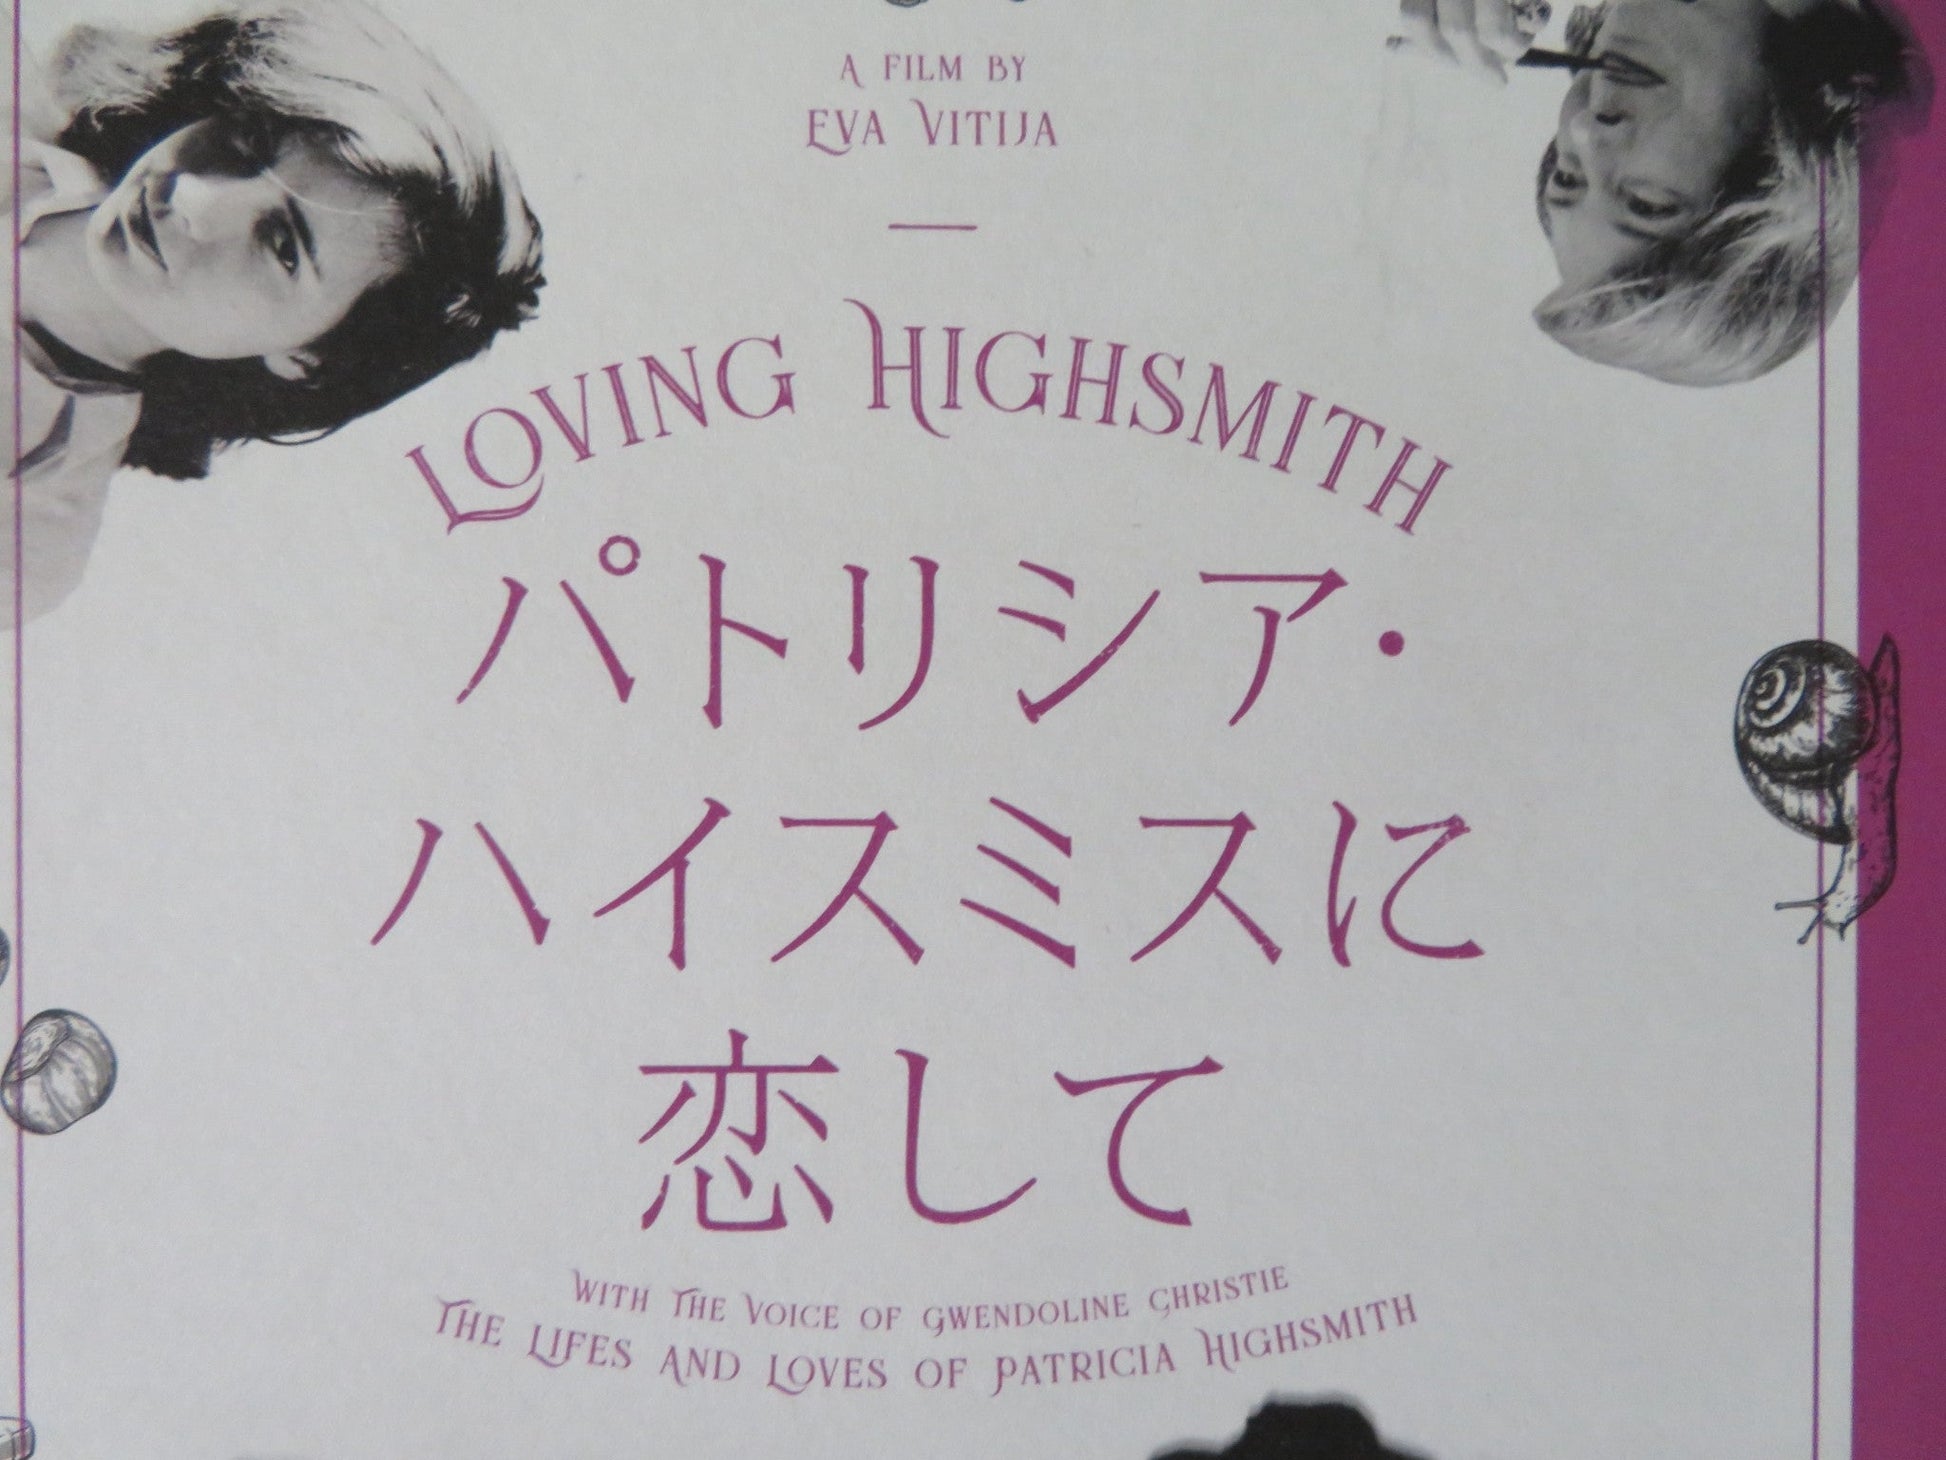 A FILM BY
EVA VITIJA
LOVING HIGHSMITH
パトリシア・
ハイスミスに
恋して
WITH THE VOICE OF GWENDOLINE CHRISTIE
THE LIFES AND LOVES OF PATRICIA HIGHSMITH